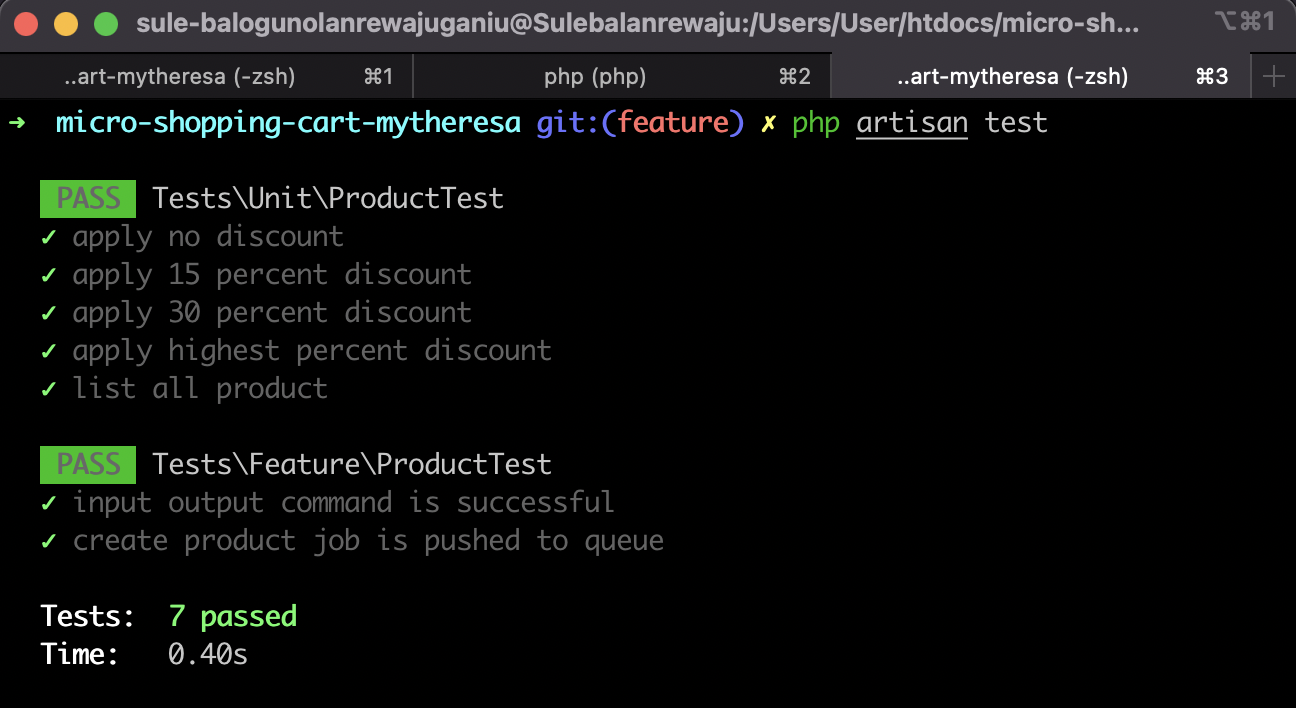 sule-balogunolanrewajuganiu@Sulebalanrewaju:/Users/User/htdocs/micro-sh... ⌥⌘1
..art-mytheresa (-zsh) ⌘1 php (php) ⌘2 ..art-mytheresa (-zsh) ⌘3 +
→ micro-shopping-cart-mytheresa git:(feature) ✗ php artisan test
PASS Tests\Unit\ProductTest
✓ apply no discount
✓ apply 15 percent discount
✓ apply 30 percent discount
✓ apply highest percent discount
✓ list all product
PASS Tests\Feature\ProductTest
✓ input output command is successful
✓ create product job is pushed to queue
Tests: 7 passed
Time: 0.40s